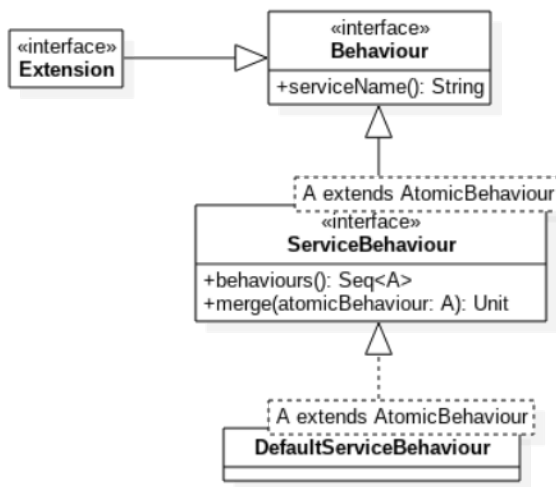 «interface»
Extension
«interface»
Behaviour
+serviceName(): String
A extends AtomicBehaviour
«interface»
ServiceBehaviour
+behaviours(): Seq<A>
+merge(atomicBehaviour: A): Unit
A extends AtomicBehaviour
DefaultServiceBehaviour